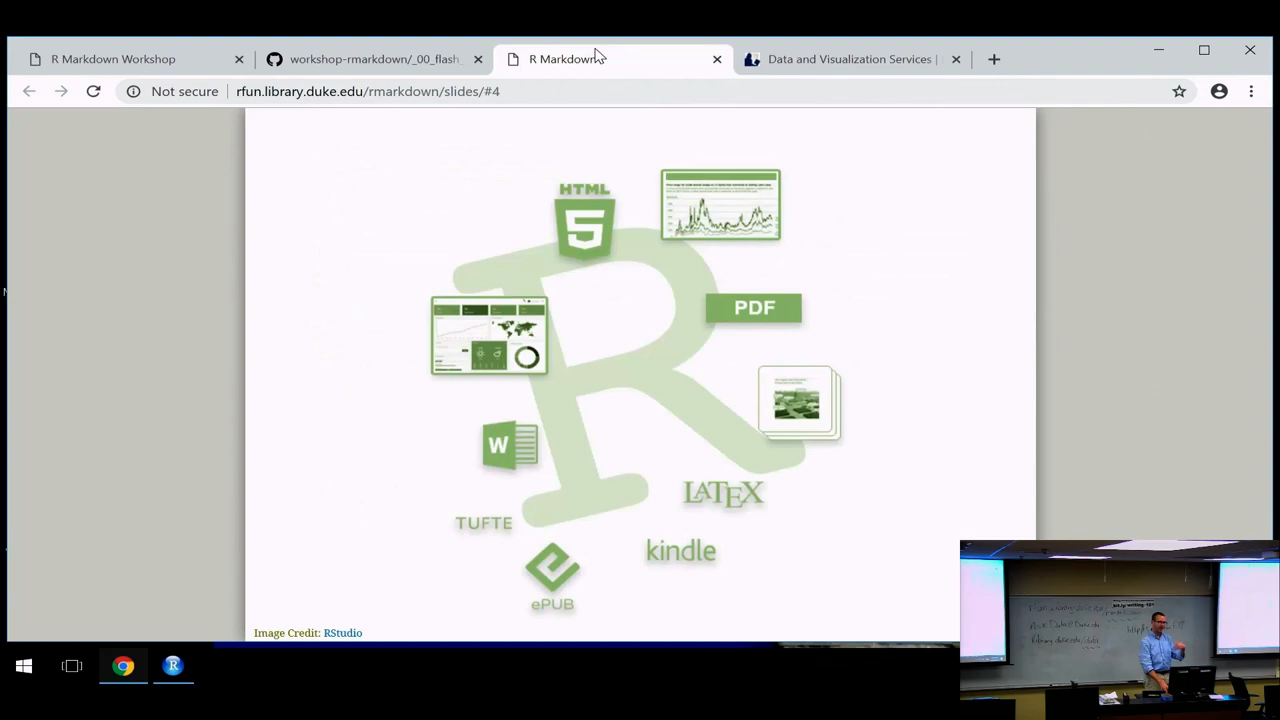 R Markdown Workshop
workshop-rmarkdown/_00_flash_
R Markdown
Data and Visualization Services |
Not secure
rfun.library.duke.edu/rmarkdown/slides/#4
HTML
5
PDF
W
LATEX
TUFTE
kindle
ePUB
Image Credit: RStudio
R